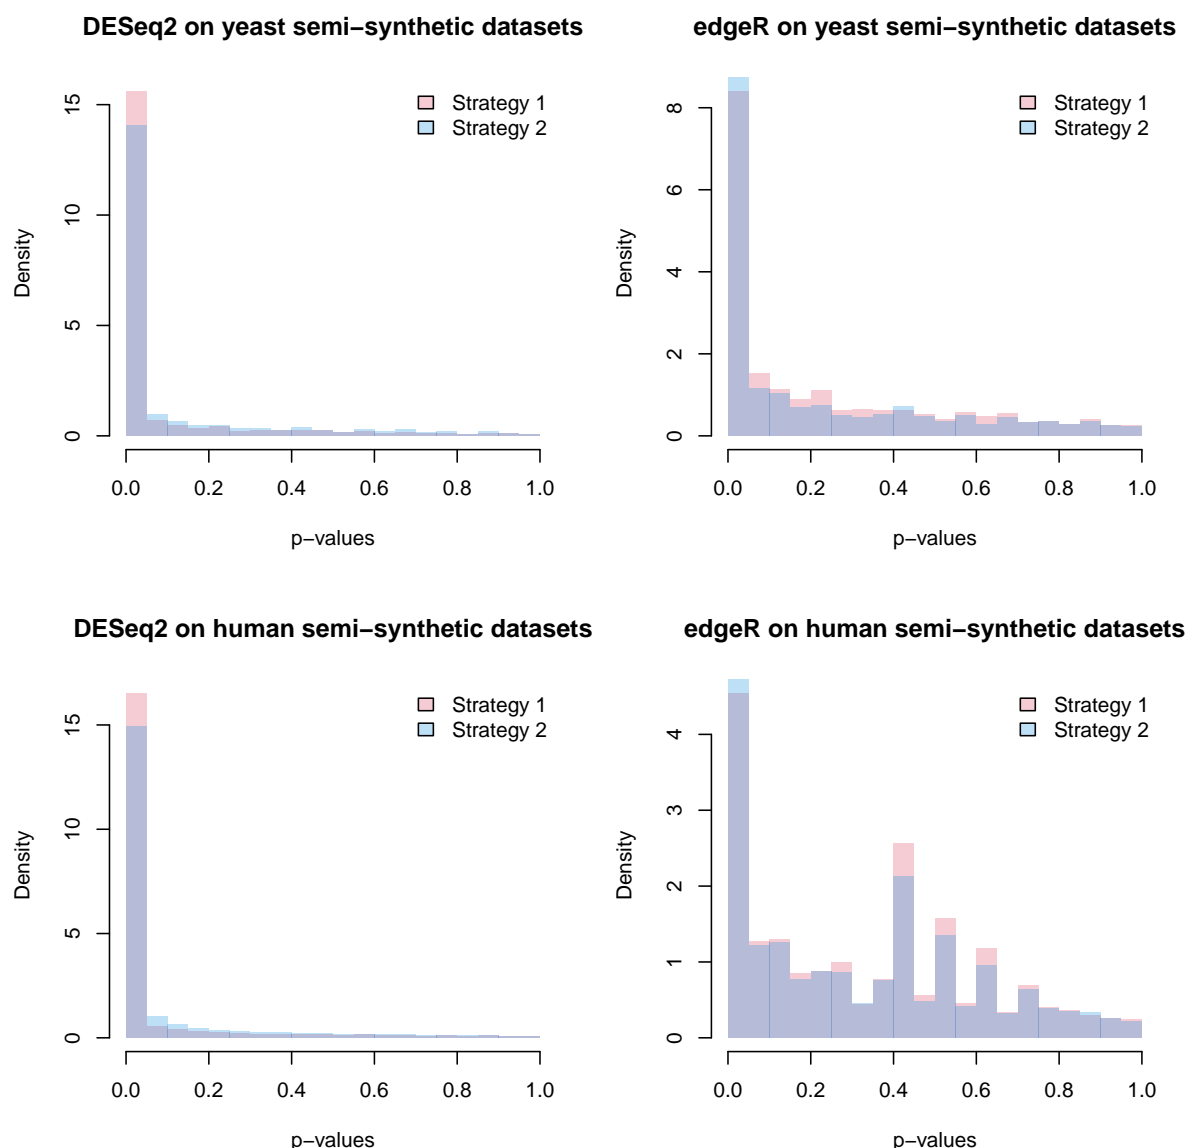 DESeq2 on yeast semi−synthetic datasets
Strategy 1
Strategy 2
Density
15
10
5
0
0.0 0.2 0.4 0.6 0.8 1.0
p−values
edgeR on yeast semi−synthetic datasets
Strategy 1
Strategy 2
Density
8
6
4
2
0
0.0 0.2 0.4 0.6 0.8 1.0
p−values
DESeq2 on human semi−synthetic datasets
Strategy 1
Strategy 2
Density
15
10
5
0
0.0 0.2 0.4 0.6 0.8 1.0
p−values
edgeR on human semi−synthetic datasets
Strategy 1
Strategy 2
Density
4
3
2
1
0
0.0 0.2 0.4 0.6 0.8 1.0
p−values